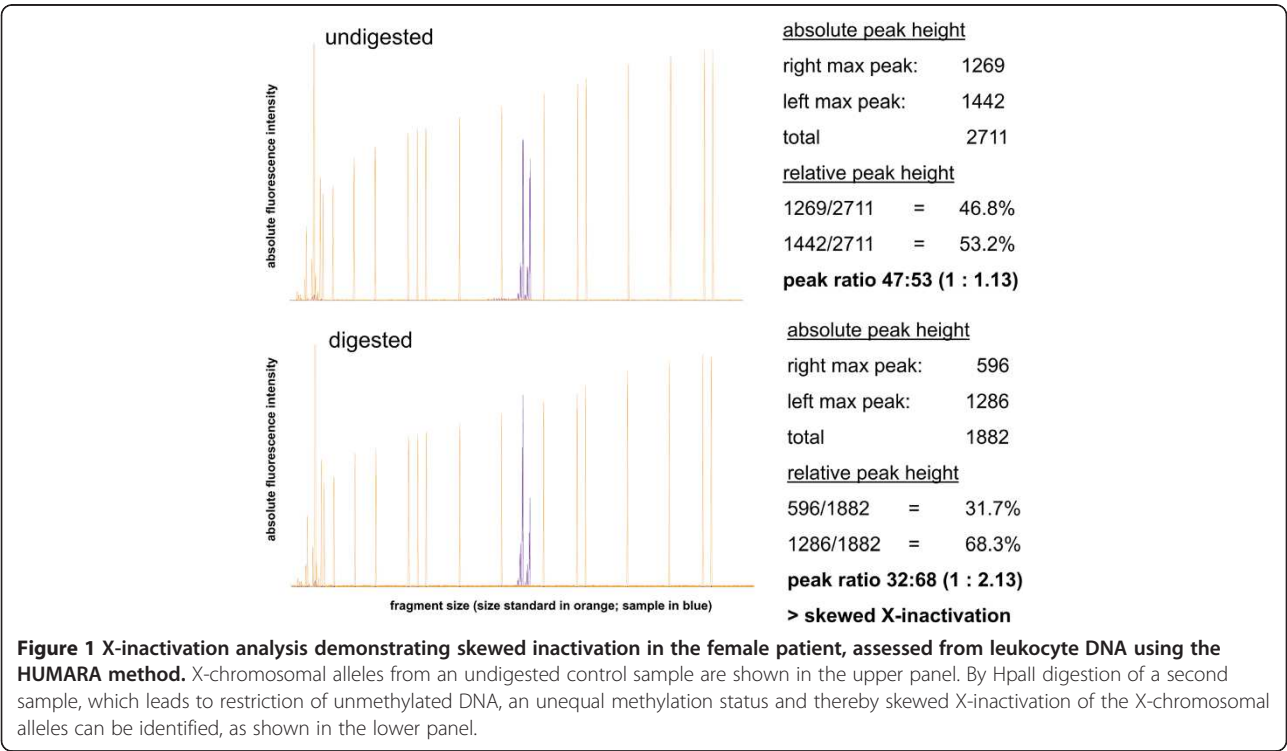 undigested
absolute fluorescence intensity
absolute peak height
right max peak: 1269
left max peak: 1442
total 2711
relative peak height
1269/2711 = 46.8%
1442/2711 = 53.2%
peak ratio 47:53 (1 : 1.13)
digested
absolute fluorescence intensity
fragment size (size standard in orange; sample in blue)
absolute peak height
right max peak: 596
left max peak: 1286
total 1882
relative peak height
596/1882 = 31.7%
1286/1882 = 68.3%
peak ratio 32:68 (1 : 2.13)
> skewed X-inactivation
Figure 1 X-inactivation analysis demonstrating skewed inactivation in the female patient, assessed from leukocyte DNA using the
HUMARA method. X-chromosomal alleles from an undigested control sample are shown in the upper panel. By HpaII digestion of a second
sample, which leads to restriction of unmethylated DNA, an unequal methylation status and thereby skewed X-inactivation of the X-chromosomal
alleles can be identified, as shown in the lower panel.